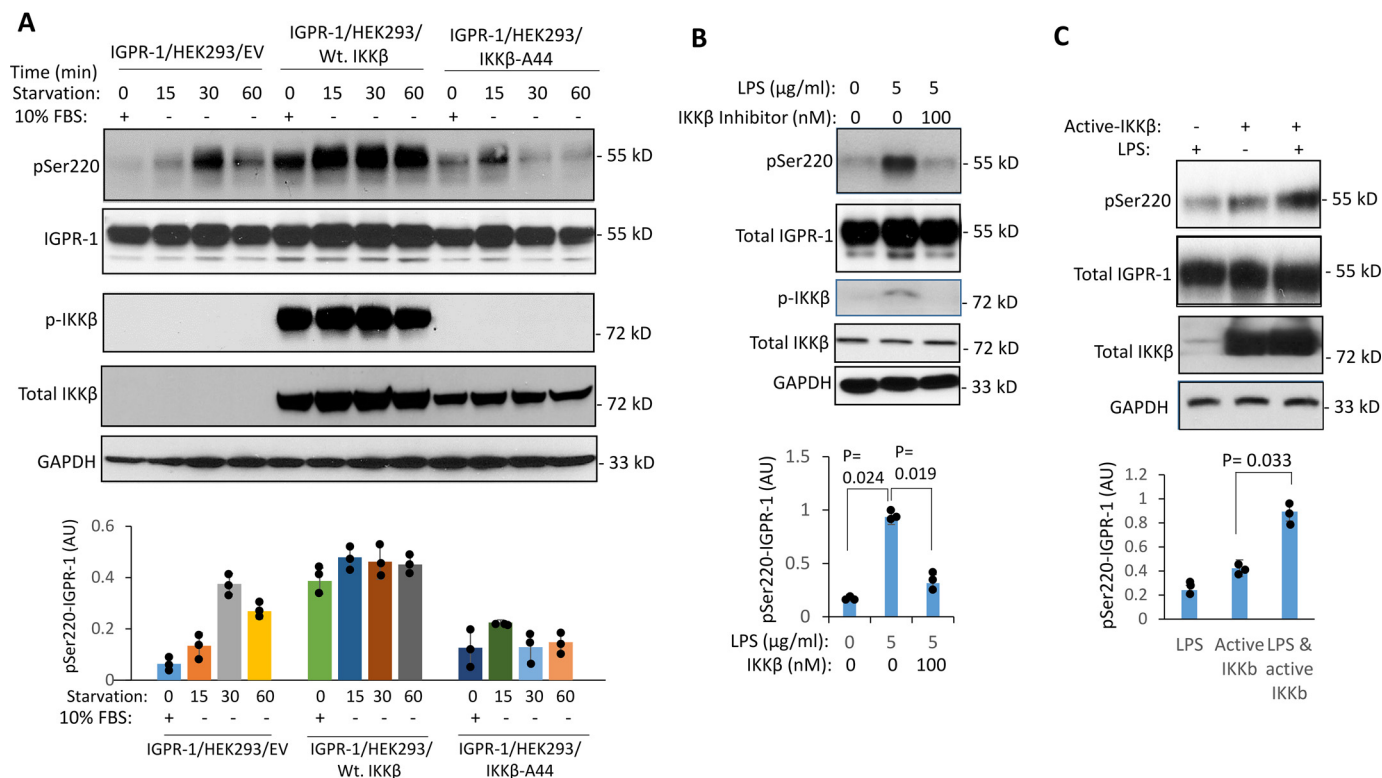 A
IGPR-1/HEK293/EV
IGPR-1/HEK293/
Wt. IKKβ
IGPR-1/HEK293/
IKKβ-A44
Time (min)
Starvation: 0 15 30 60 0 15 30 60 0 15 30 60
10% FBS: + - - - + - - - + - - -
pSer220 - 55 kD
IGPR-1 - 55 kD
p-IKKβ - 72 kD
Total IKKβ - 72 kD
GAPDH - 33 kD
pSer220-IGPR-1 (AU)
0.6
0.4
0.2
0
Starvation: 0 15 30 60 0 15 30 60 0 15 30 60
10% FBS: + - - - + - - - + - - -
IGPR-1/HEK293/EV
IGPR-1/HEK293/
Wt. IKKβ
IGPR-1/HEK293/
IKKβ-A44
B
LPS (µg/ml): 0 5 5
IKKβ Inhibitor (nM): 0 0 100
pSer220 - 55 kD
Total IGPR-1 - 55 kD
p-IKKβ - 72 kD
Total IKKβ - 72 kD
GAPDH - 33 kD
pSer220-IGPR-1 (AU)
1.5
1
0.5
0
P=
0.024
P=
0.019
LPS (µg/ml): 0 5 5
IKKβ (nM): 0 0 100
C
Active-IKKβ: - + +
LPS: + - +
pSer220 - 55 kD
Total IGPR-1 - 55 kD
Total IKKβ - 72 kD
GAPDH - 33 kD
pSer220-IGPR-1 (AU)
1.2
1
0.8
0.6
0.4
0.2
0
P= 0.033
LPS
Active
IKKb
LPS &
active
IKKb